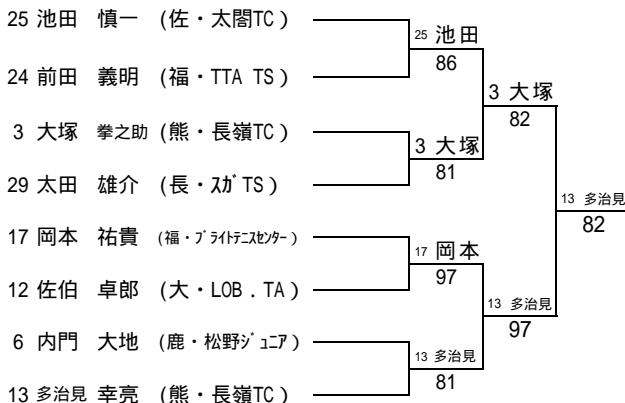 25 池田　慎一　(佐・太閤TC)
24 前田　義明　(福・TTA TS)
3 大塚　拳之助　(熊・長嶺TC)
29 太田　雄介　(長・スガTS)
17 岡本　祐貴　(福・ブライトテニスセンター)
12 佐伯　卓郎　(大・LOB．TA)
6 内門　大地　(鹿・松野ジュニア)
13 多治見　幸亮　(熊・長嶺TC)
25 池田
86
3 大塚
81
17 岡本
97
13 多治見
81
3 大塚
82
13 多治見
97
13 多治見
82